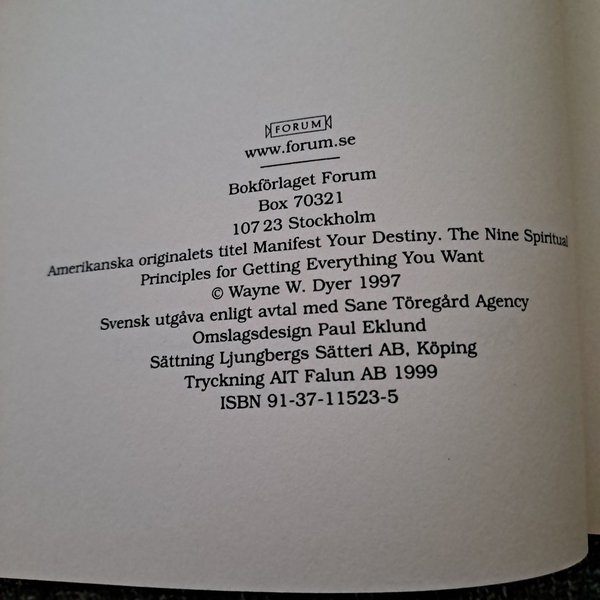 FORUM
www.forum.se
Bokförlaget Forum
Box 70321
107 23 Stockholm
Amerikanska originalets titel Manifest Your Destiny. The Nine Spiritual
Principles for Getting Everything You Want
© Wayne W. Dyer 1997
Svensk utgåva enligt avtal med Sane Töregård Agency
Omslagsdesign Paul Eklund
Sättning Ljungbergs Sätteri AB, Köping
Tryckning AIT Falun AB 1999
ISBN 91-37-11523-5